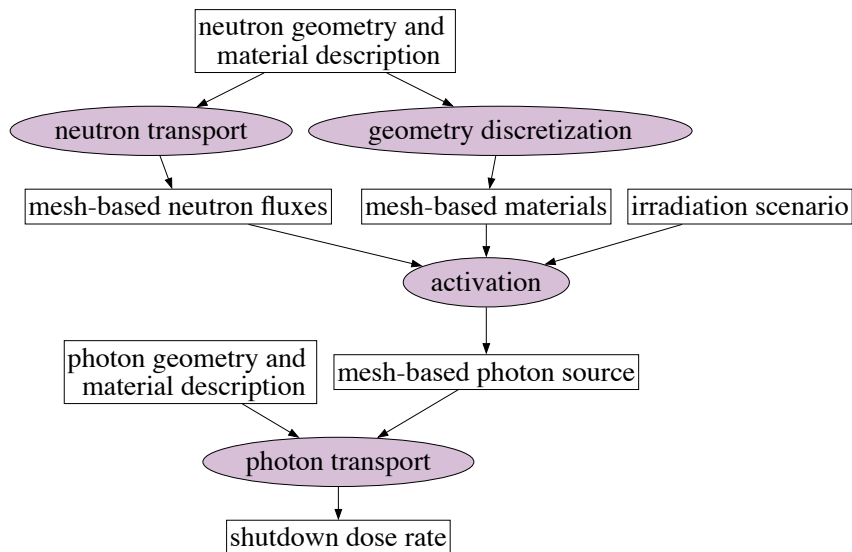 neutron geometry and
material description
neutron transport
geometry discretization
mesh-based neutron fluxes
mesh-based materials
irradiation scenario
activation
photon geometry and
material description
mesh-based photon source
photon transport
shutdown dose rate